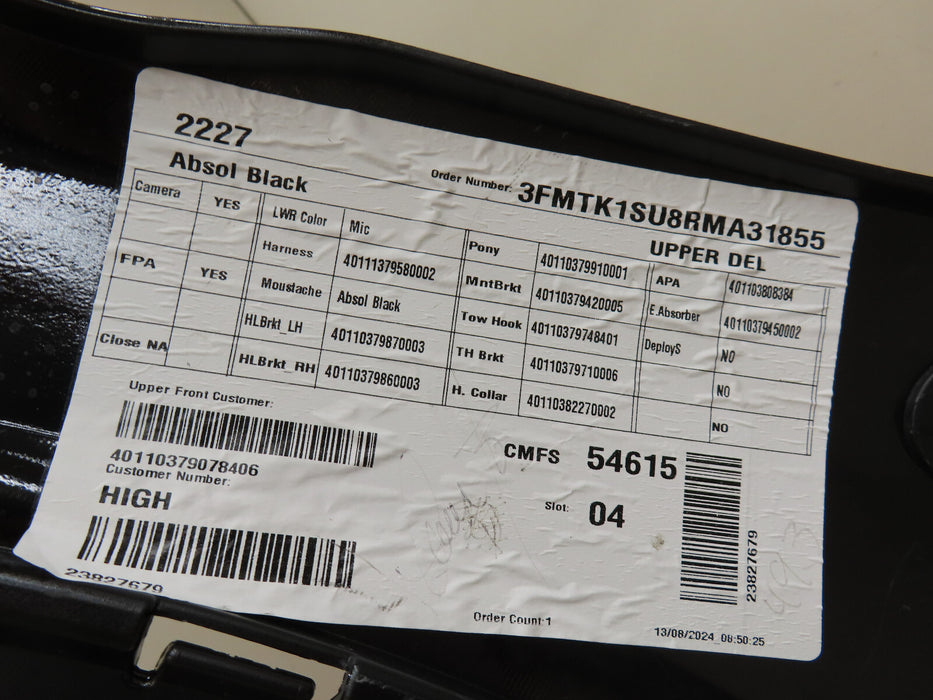 2227
Order Number: 3FMTK1SU8RMA31855
Absol Black
UPPER DEL
Camera YES LWR Color Mic Pony 40110379910001 APA 401103808384
Harness 40111379580002 MntBrkt 40110379420005 E.Absorber 40110379450002
FPA YES Moustache Absol Black Tow Hook 40110379748401 DeployS NO
HLBrkt_LH 40110379870003 TH Brkt 40110379710006 NO
Close NA HLBrkt_RH 40110379860003 H. Collar 40110382270002 NO
Upper Front Customer:
40110379078406
Customer Number:
HIGH
23827679
CMFS 54615
Slot: 04
23827679
Order Count:1
13/08/2024 08:50:25